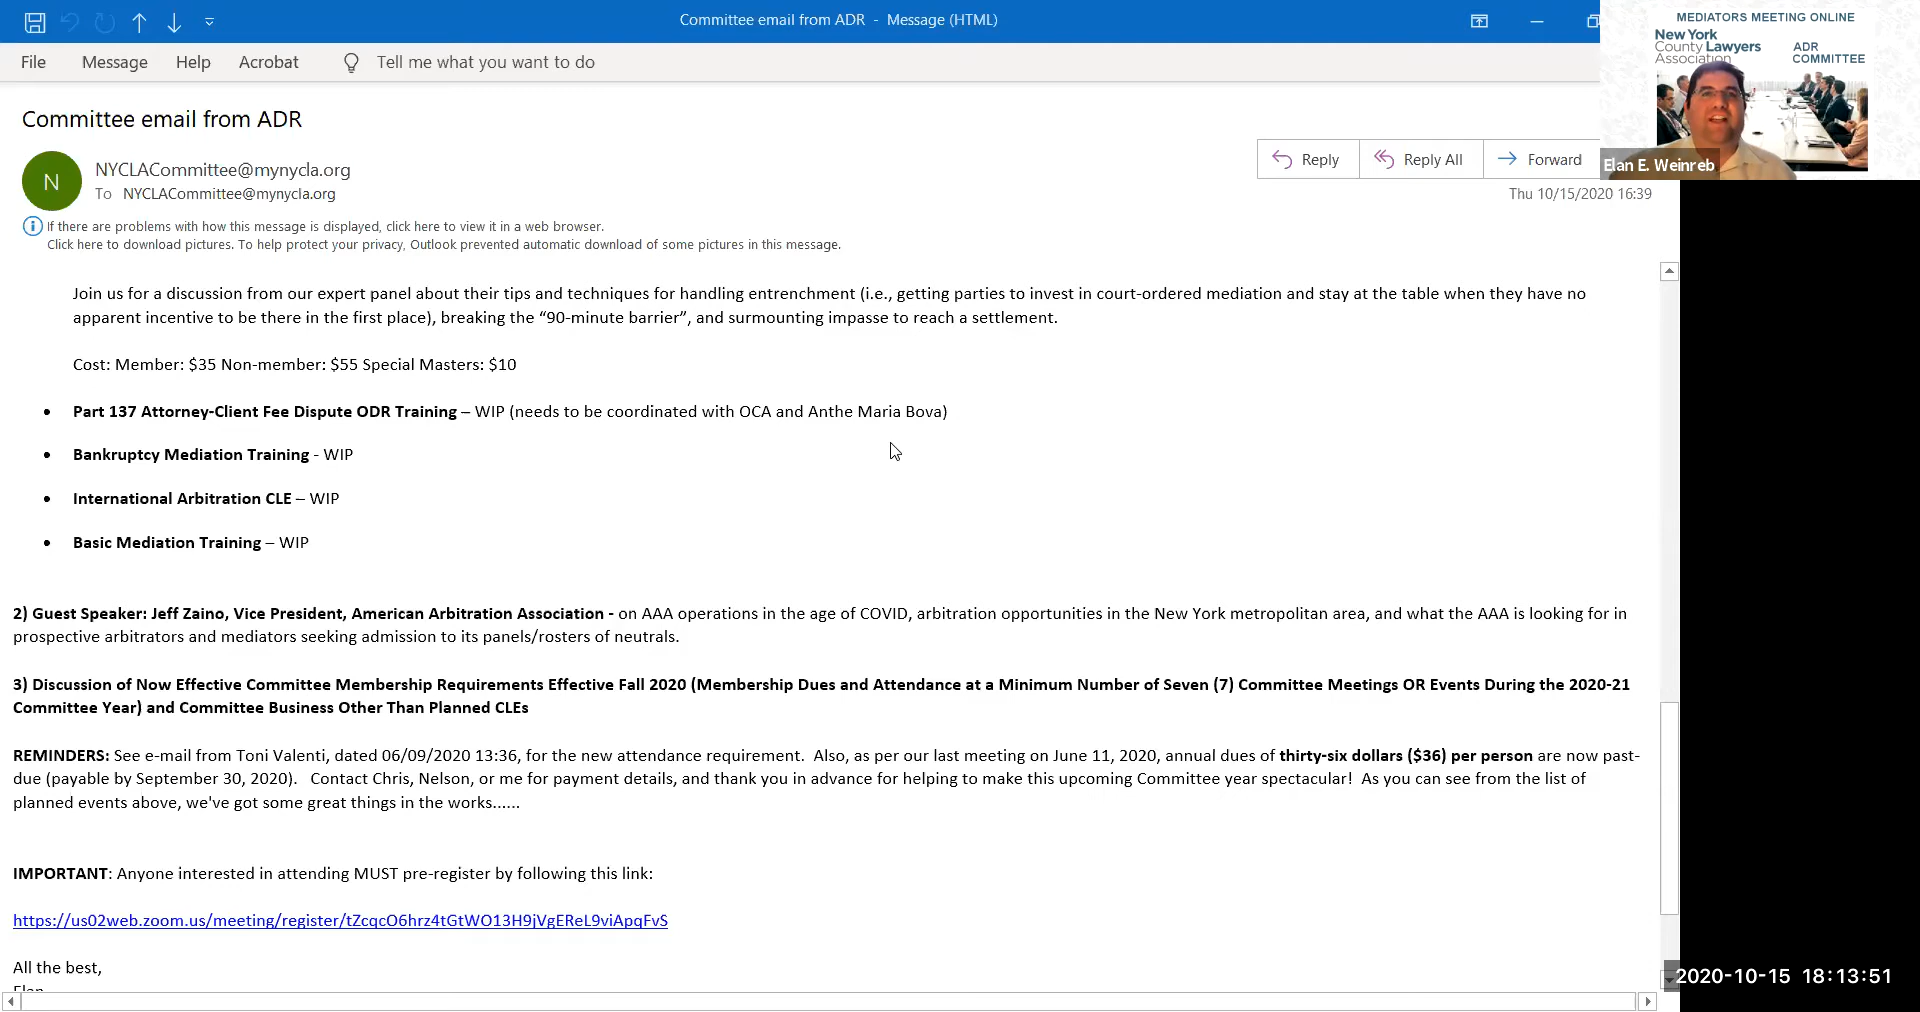 Committee email from ADR - Message (HTML)
File Message Help Acrobat Tell me what you want to do
MEDIATORS MEETING ONLINE
New York
County Lawyers
Association
ADR
COMMITTEE
Elan E. Weinreb
Committee email from ADR
N
NYCLACommittee@mynycla.org
To NYCLACommittee@mynycla.org
Reply Reply All Forward
Thu 10/15/2020 16:39
If there are problems with how this message is displayed, click here to view it in a web browser.
Click here to download pictures. To help protect your privacy, Outlook prevented automatic download of some pictures in this message.
Join us for a discussion from our expert panel about their tips and techniques for handling entrenchment (i.e., getting parties to invest in court-ordered mediation and stay at the table when they have no
apparent incentive to be there in the first place), breaking the “90-minute barrier”, and surmounting impasse to reach a settlement.
Cost: Member: $35 Non-member: $55 Special Masters: $10
• Part 137 Attorney-Client Fee Dispute ODR Training – WIP (needs to be coordinated with OCA and Anthe Maria Bova)
• Bankruptcy Mediation Training - WIP
• International Arbitration CLE – WIP
• Basic Mediation Training – WIP
2) Guest Speaker: Jeff Zaino, Vice President, American Arbitration Association - on AAA operations in the age of COVID, arbitration opportunities in the New York metropolitan area, and what the AAA is looking for in
prospective arbitrators and mediators seeking admission to its panels/rosters of neutrals.
3) Discussion of Now Effective Committee Membership Requirements Effective Fall 2020 (Membership Dues and Attendance at a Minimum Number of Seven (7) Committee Meetings OR Events During the 2020-21
Committee Year) and Committee Business Other Than Planned CLEs
REMINDERS: See e-mail from Toni Valenti, dated 06/09/2020 13:36, for the new attendance requirement. Also, as per our last meeting on June 11, 2020, annual dues of thirty-six dollars ($36) per person are now past-
due (payable by September 30, 2020). Contact Chris, Nelson, or me for payment details, and thank you in advance for helping to make this upcoming Committee year spectacular! As you can see from the list of
planned events above, we've got some great things in the works......
IMPORTANT: Anyone interested in attending MUST pre-register by following this link:
https://us02web.zoom.us/meeting/register/tZcqcO6hrz4tGtWO13H9jVgEReL9viApqFvS
All the best,
Elan
2020-10-15 18:13:51